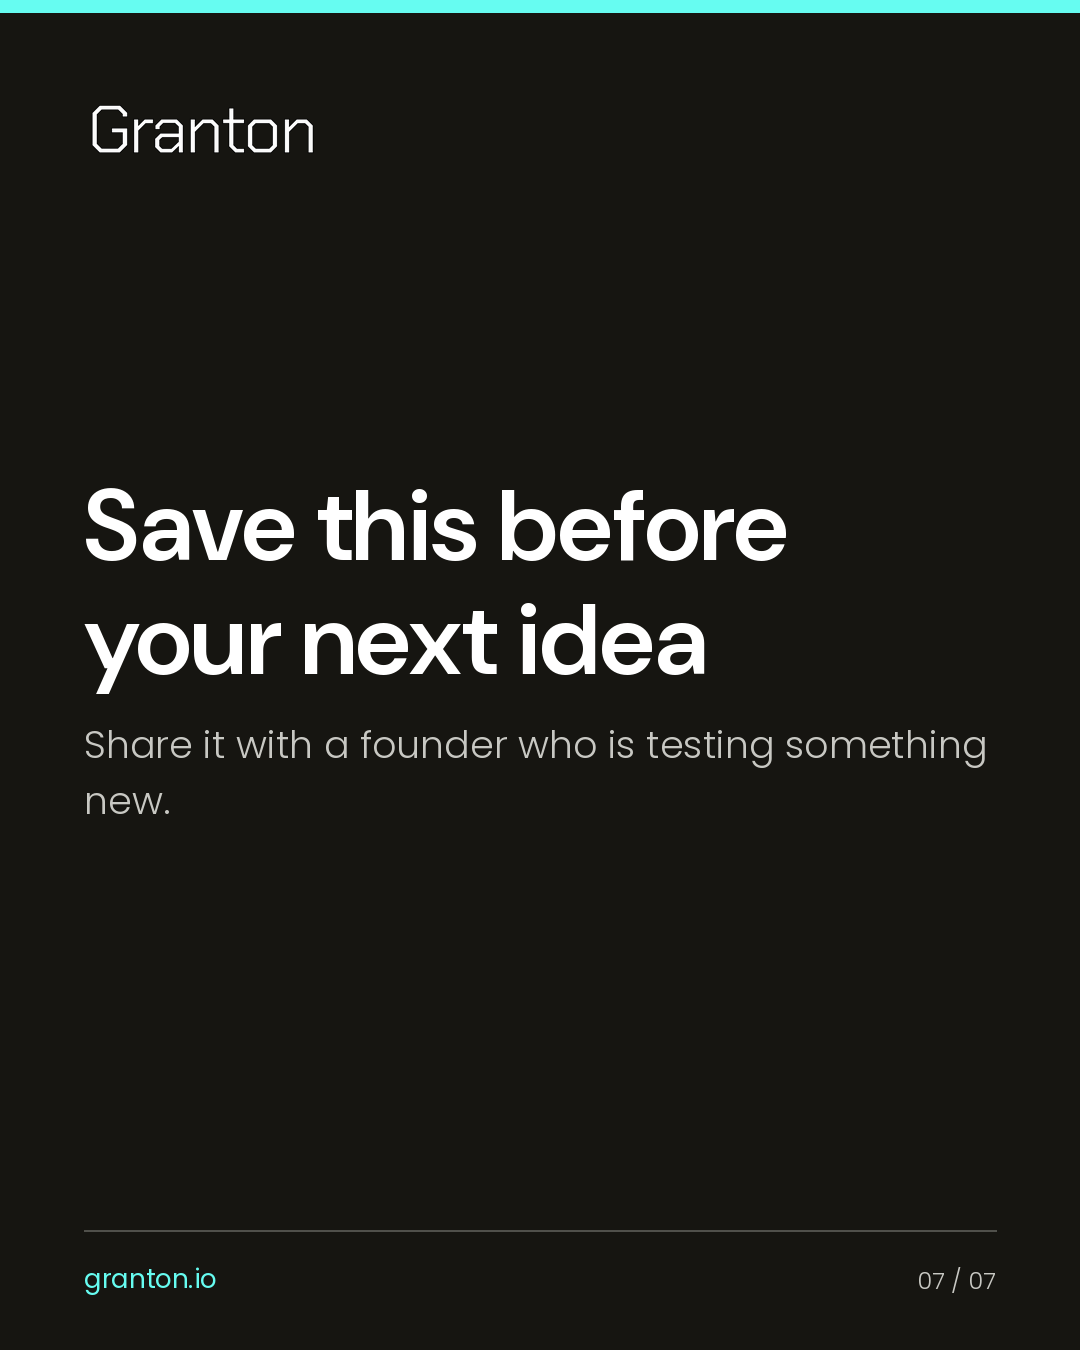 Granton
Save this before
your next idea
Share it with a founder who is testing something
new.
granton.io
07 / 07